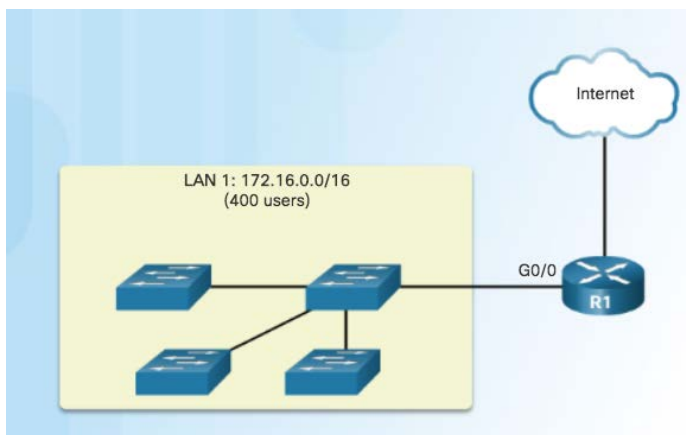 Internet
LAN 1: 172.16.0.0/16
(400 users)
G0/0
R1